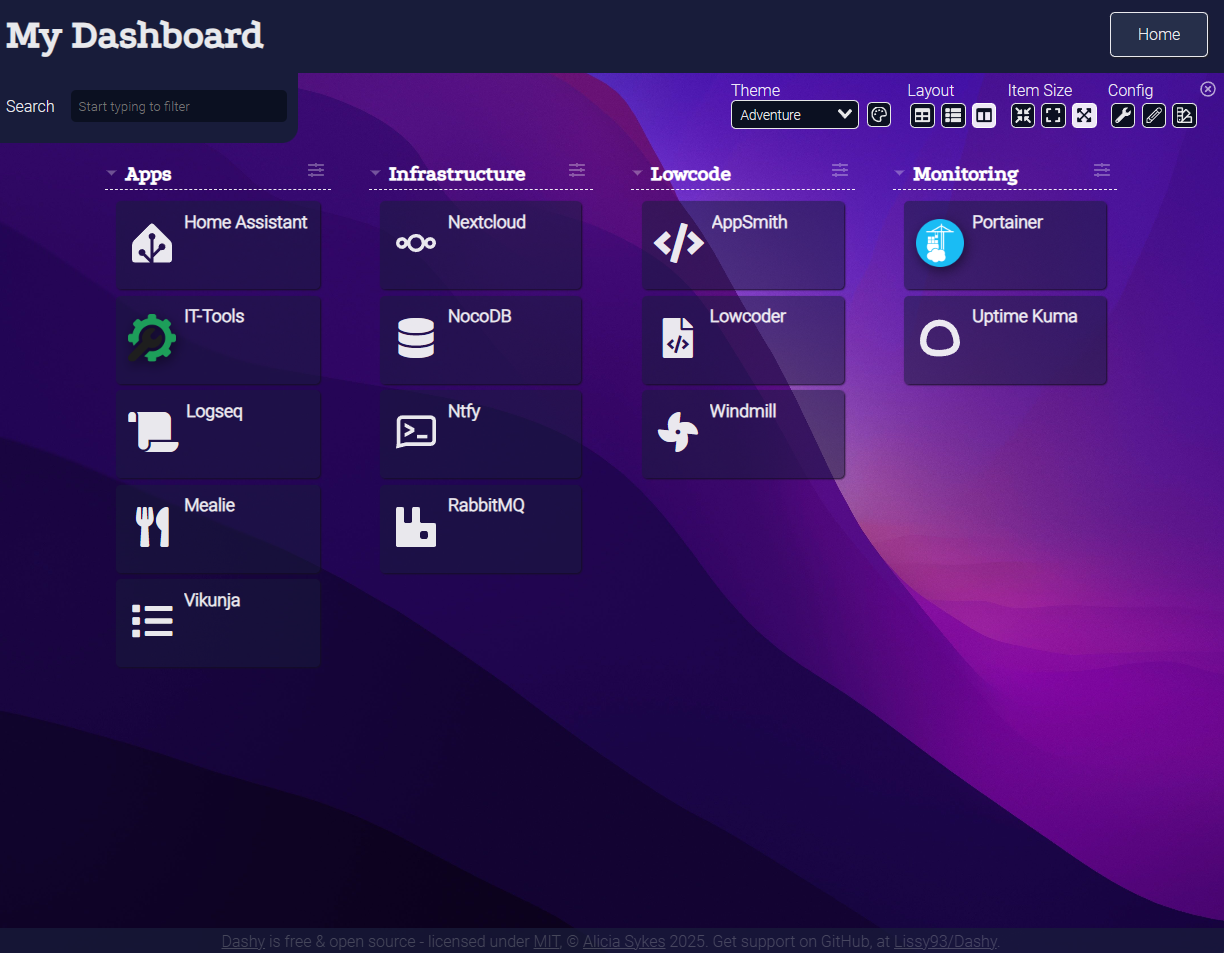 My Dashboard
Home
Search
Start typing to filter
Theme
Layout
Item Size
Config
Adventure
Apps
Home Assistant
IT-Tools
Logseq
Mealie
Vikunja
Infrastructure
Nextcloud
NocoDB
Ntfy
RabbitMQ
Lowcode
AppSmith
Lowcoder
Windmill
Monitoring
Portainer
Uptime Kuma
Dashy is free & open source - licensed under MIT, © Alicia Sykes 2025. Get support on GitHub, at Lissy93/Dashy.